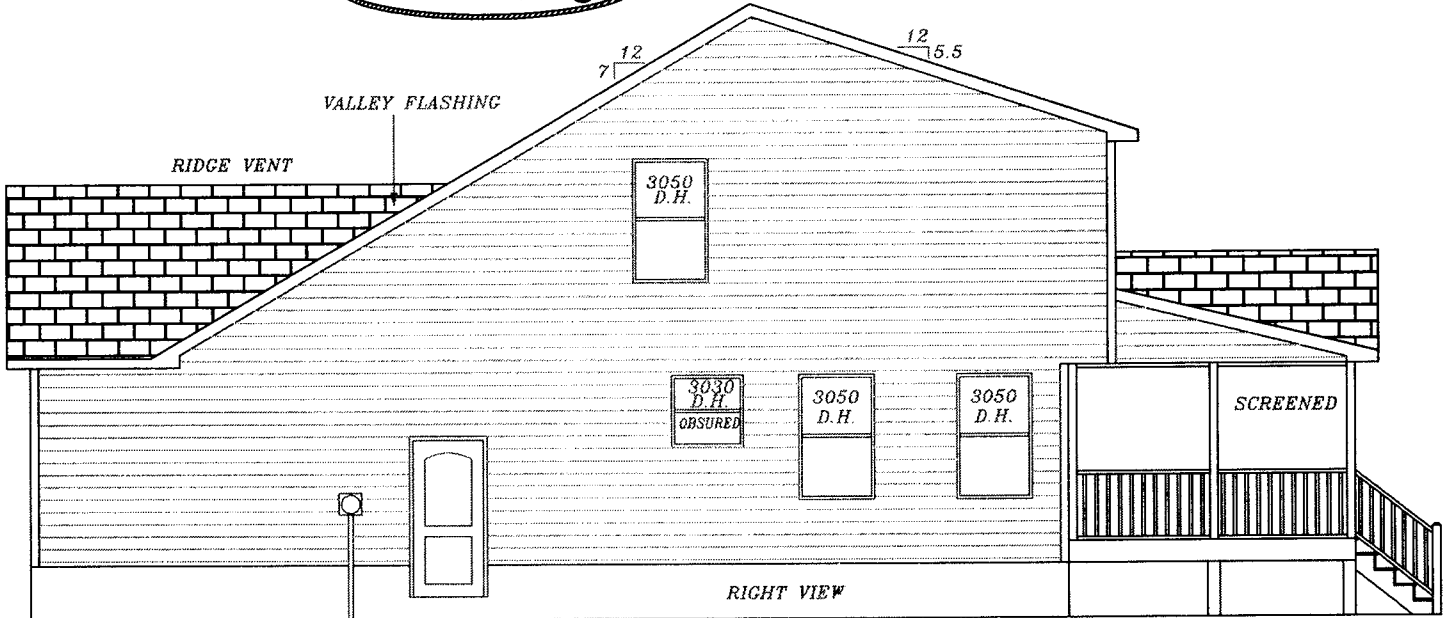 12
7
12
5.5
VALLEY FLASHING
RIDGE VENT
3050
D.H.
3030
D.H.
OBSURED
3050
D.H.
3050
D.H.
SCREENED
RIGHT VIEW